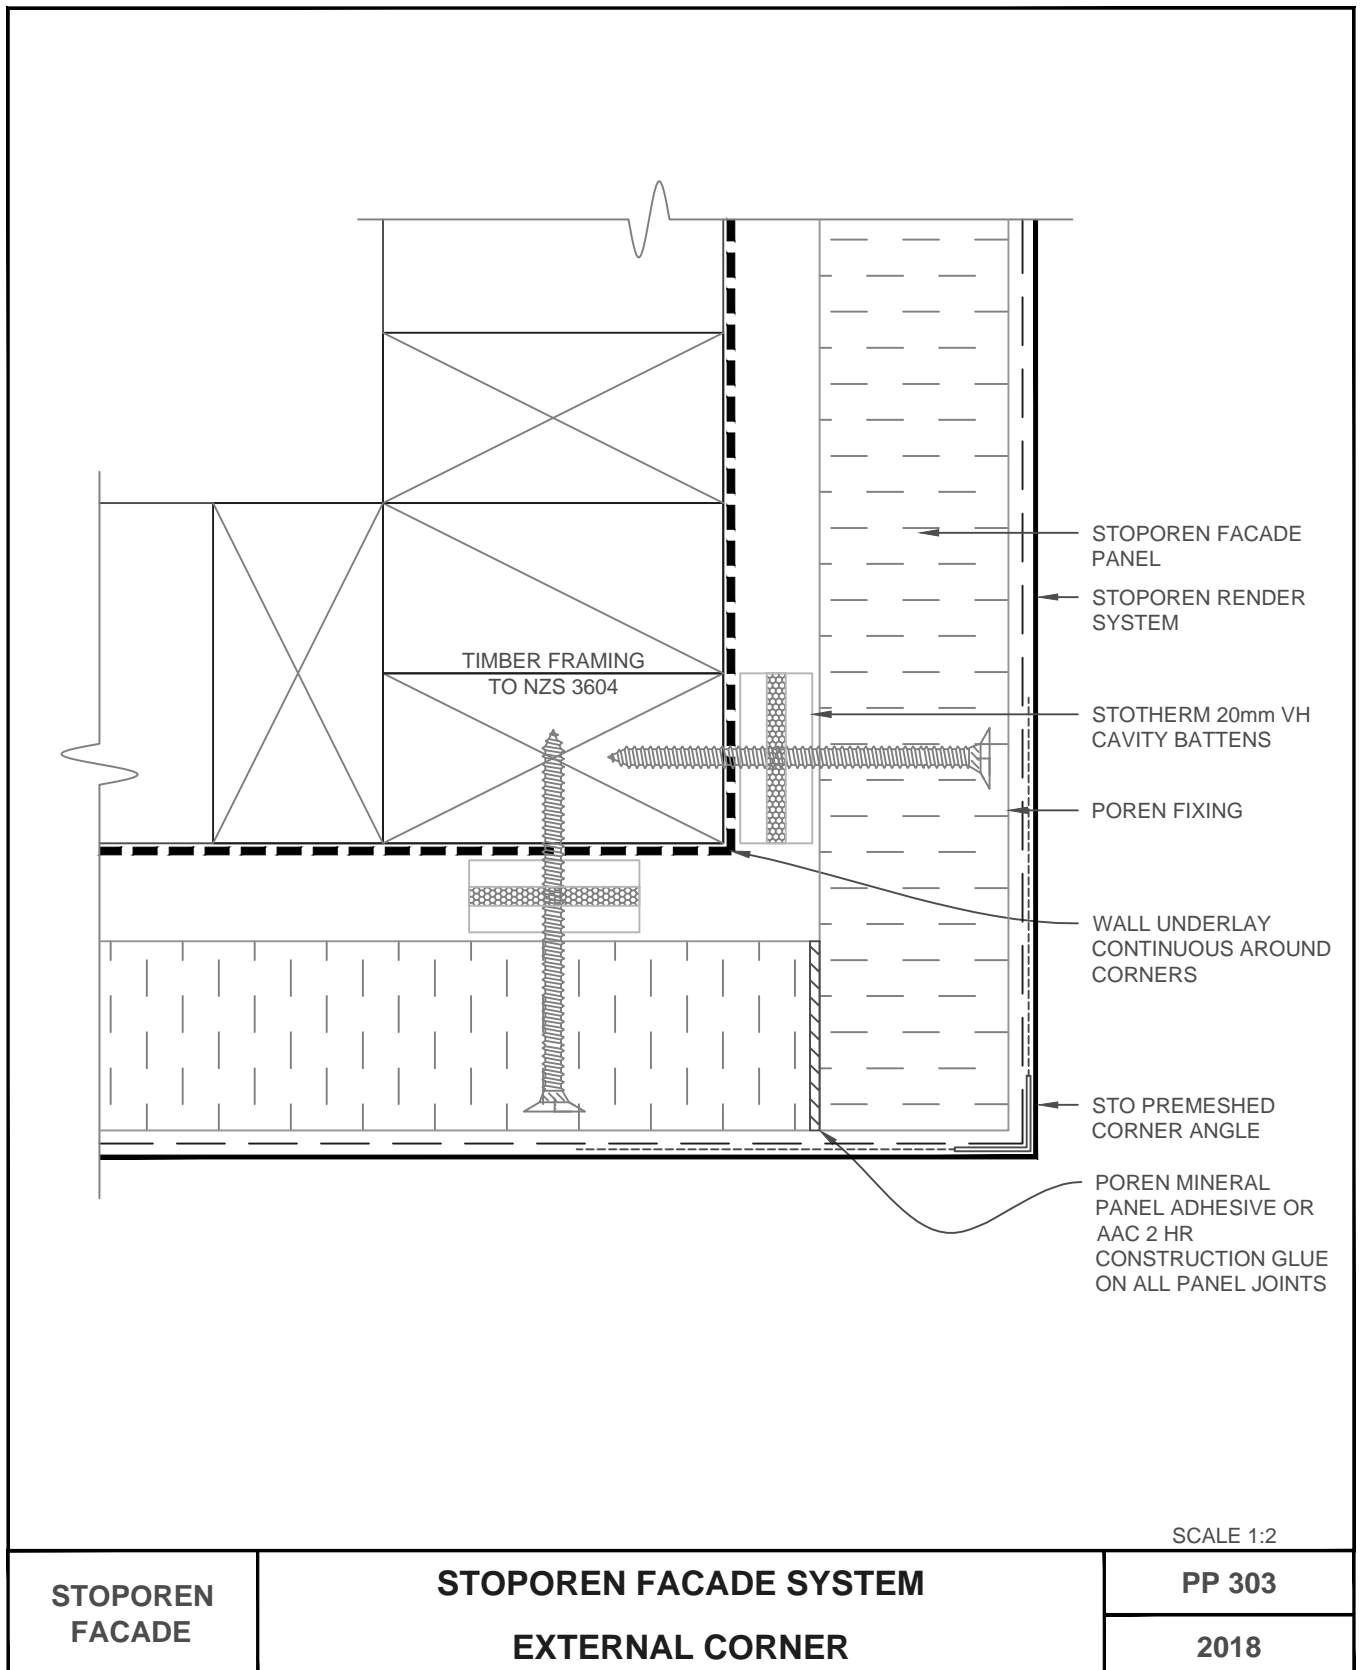 TIMBER FRAMING
TO NZS 3604
STOPOREN FACADE
PANEL
STOPOREN RENDER
SYSTEM
STOTHERM 20mm VH
CAVITY BATTENS
POREN FIXING
WALL UNDERLAY
CONTINUOUS AROUND
CORNERS
STO PREMESHED
CORNER ANGLE
POREN MINERAL
PANEL ADHESIVE OR
AAC 2 HR
CONSTRUCTION GLUE
ON ALL PANEL JOINTS
SCALE 1:2
STOPOREN
FACADE
STOPOREN FACADE SYSTEM
EXTERNAL CORNER
PP 303
2018